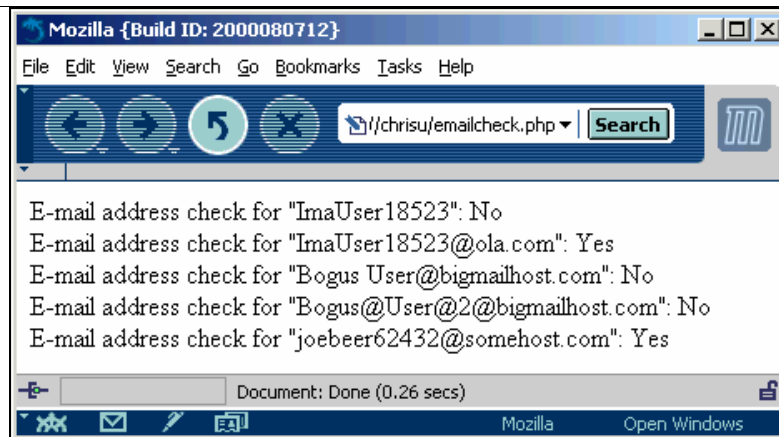 Mozilla {Build ID: 2000080712}
File Edit View Search Go Bookmarks Tasks Help
//chrisu/emailcheck.php Search
E-mail address check for "ImaUser18523": No
E-mail address check for "ImaUser18523@ola.com": Yes
E-mail address check for "Bogus User@bigmailhost.com": No
E-mail address check for "Bogus@User@2@bigmailhost.com": No
E-mail address check for "joebeer62432@somehost.com": Yes
Document: Done (0.26 secs)
Mozilla Open Windows